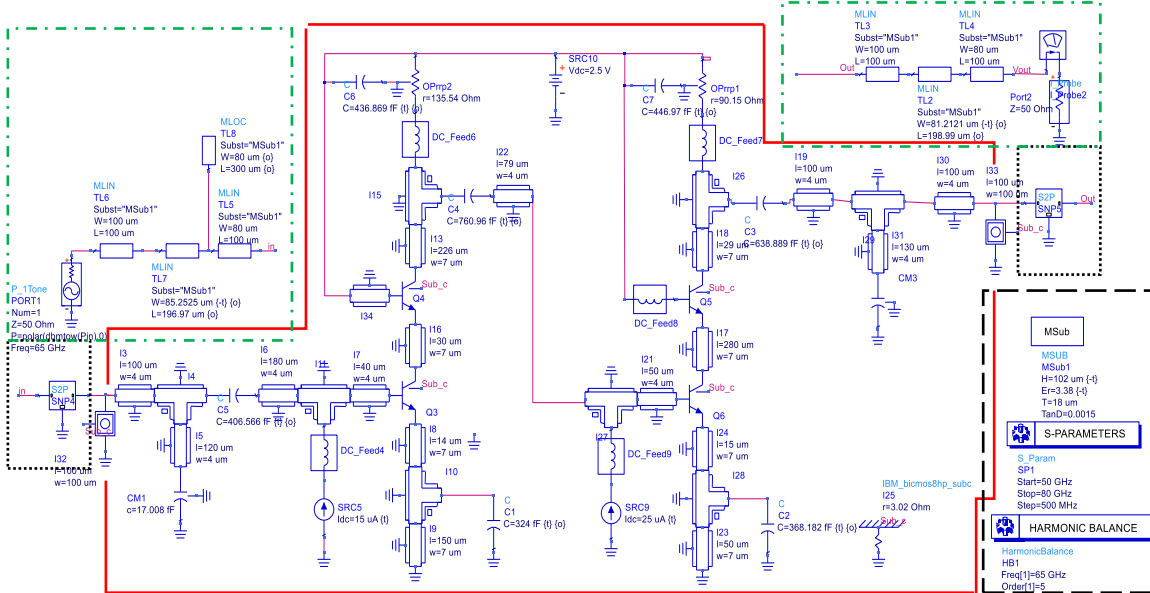 MLIN
TL3
Subst="MSub1"
W=100 um
L=100 um
MLIN
TL4
Subst="MSub1"
W=80 um
L=100 um
Out
Vout
MLIN
TL2
Subst="MSub1"
W=81.2121 um {-t} {o}
L=198.99 um {o}
Port2
Z=50 Ohm
I_Probe
I_Probe2
SRC10
Vdc=2.5 V
C
C6
C=436.869 fF {t} {o}
OPrrp2
r=135.54 Ohm
C
C7
C=446.97 fF {t} {o}
OPrrp1
r=90.15 Ohm
DC_Feed6
DC_Feed7
MLOC
TL8
Subst="MSub1"
W=80 um {o}
L=300 um {o}
MLIN
TL6
Subst="MSub1"
W=100 um
L=100 um
MLIN
TL5
Subst="MSub1"
W=80 um
L=100 um
in
MLIN
TL7
Subst="MSub1"
W=85.2525 um {-t} {o}
L=196.97 um {o}
P_1Tone
PORT1
Num=1
Z=50 Ohm
P=polar(dbmtow(Pin),0)
Freq=65 GHz
I15
I22
l=79 um
w=4 um
C
C4
C=760.96 fF {t} {o}
I13
l=226 um
w=7 um
Sub_c
Q4
I34
I16
l=30 um
w=7 um
I26
C
C3
C=638.889 fF {t} {o}
I19
l=100 um
w=4 um
I30
l=100 um
w=4 um
I33
l=100 um
w=100 um
S2P
SNP5
Out
Sub_c
I29
I31
l=130 um
w=4 um
CM3
I18
l=29 um
w=7 um
Sub_c
Q5
DC_Feed8
I17
l=280 um
w=7 um
in
S2P
SNP4
I32
l=100 um
w=100 um
I3
l=100 um
w=4 um
I4
I5
l=120 um
w=4 um
CM1
c=17.008 fF
C
C5
C=406.566 fF {t} {o}
I6
l=180 um
w=4 um
I11
I7
l=40 um
w=4 um
Sub_c
Q3
DC_Feed4
SRC5
Idc=15 uA {t}
I8
l=14 um
w=7 um
I10
C
C1
C=324 fF {t} {o}
I9
l=150 um
w=7 um
I21
l=50 um
w=4 um
Sub_c
Q6
I27
DC_Feed9
SRC9
Idc=25 uA {t}
I24
l=15 um
w=7 um
I28
C
C2
C=368.182 fF {t} {o}
I23
l=50 um
w=7 um
IBM_bicmos8hp_subc
I25
r=3.02 Ohm
Sub_c
MSub
MSUB
MSub1
H=102 um {-t}
Er=3.38 {-t}
T=18 um
TanD=0.0015
S-PARAMETERS
S_Param
SP1
Start=50 GHz
Stop=80 GHz
Step=500 MHz
HARMONIC BALANCE
HarmonicBalance
HB1
Freq[1]=65 GHz
Order[1]=5